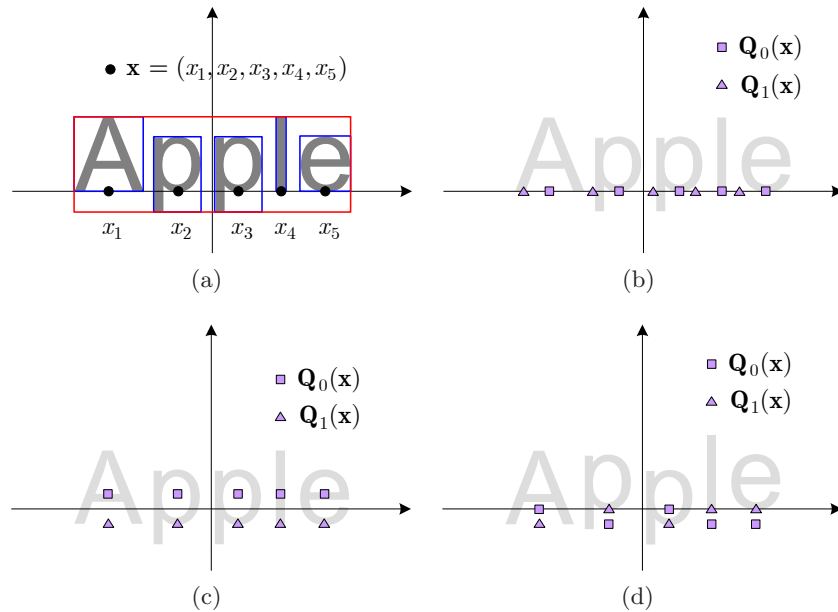 ● 𝐱 = (x₁, x₂, x₃, x₄, x₅)
Apple
x₁ x₂ x₃ x₄ x₅
(a)
𝐐₀(𝐱)
𝐐₁(𝐱)
Apple
(b)
𝐐₀(𝐱)
𝐐₁(𝐱)
Apple
(c)
𝐐₀(𝐱)
𝐐₁(𝐱)
Apple
(d)